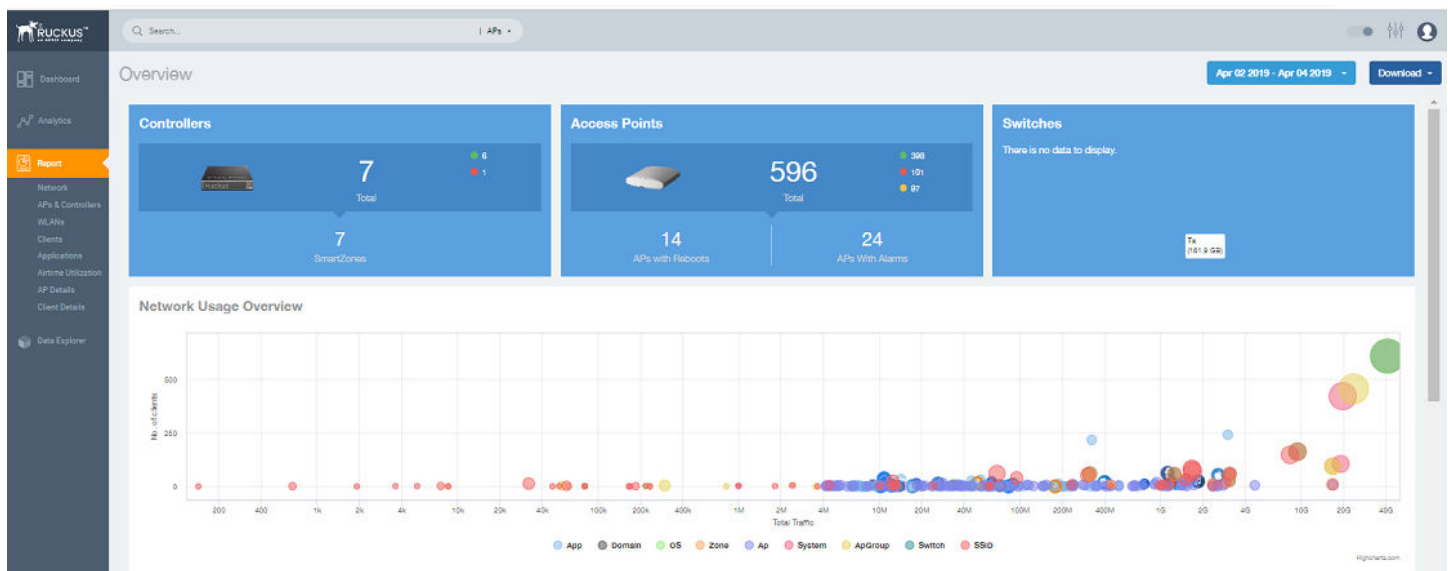 RUCKUS™
Search...
| APs
Overview
Apr 02 2019 - Apr 04 2019
Download
Dashboard
Analytics
Report
Network
APs & Controllers
WLANs
Clients
Applications
Airtime Utilization
AP Details
Client Details
Data Explorer
Controllers
7
Total
6
1
7
SmartZones
Access Points
RUCKUS
596
Total
398
101
97
14
APs with Reboots
24
APs With Alarms
Switches
There is no data to display.
Tx
(161.9 GB)
Network Usage Overview
No. of clients
500
250
0
200 400 1k 2k 4k 10k 20k 40k 100k 200k 400k 1M 2M 4M 10M 20M 40M 100M 200M 400M 1G 2G 4G 10G 20G 40G
Total Traffic
App Domain OS Zone Ap System ApGroup Switch SSID
Highcharts.com